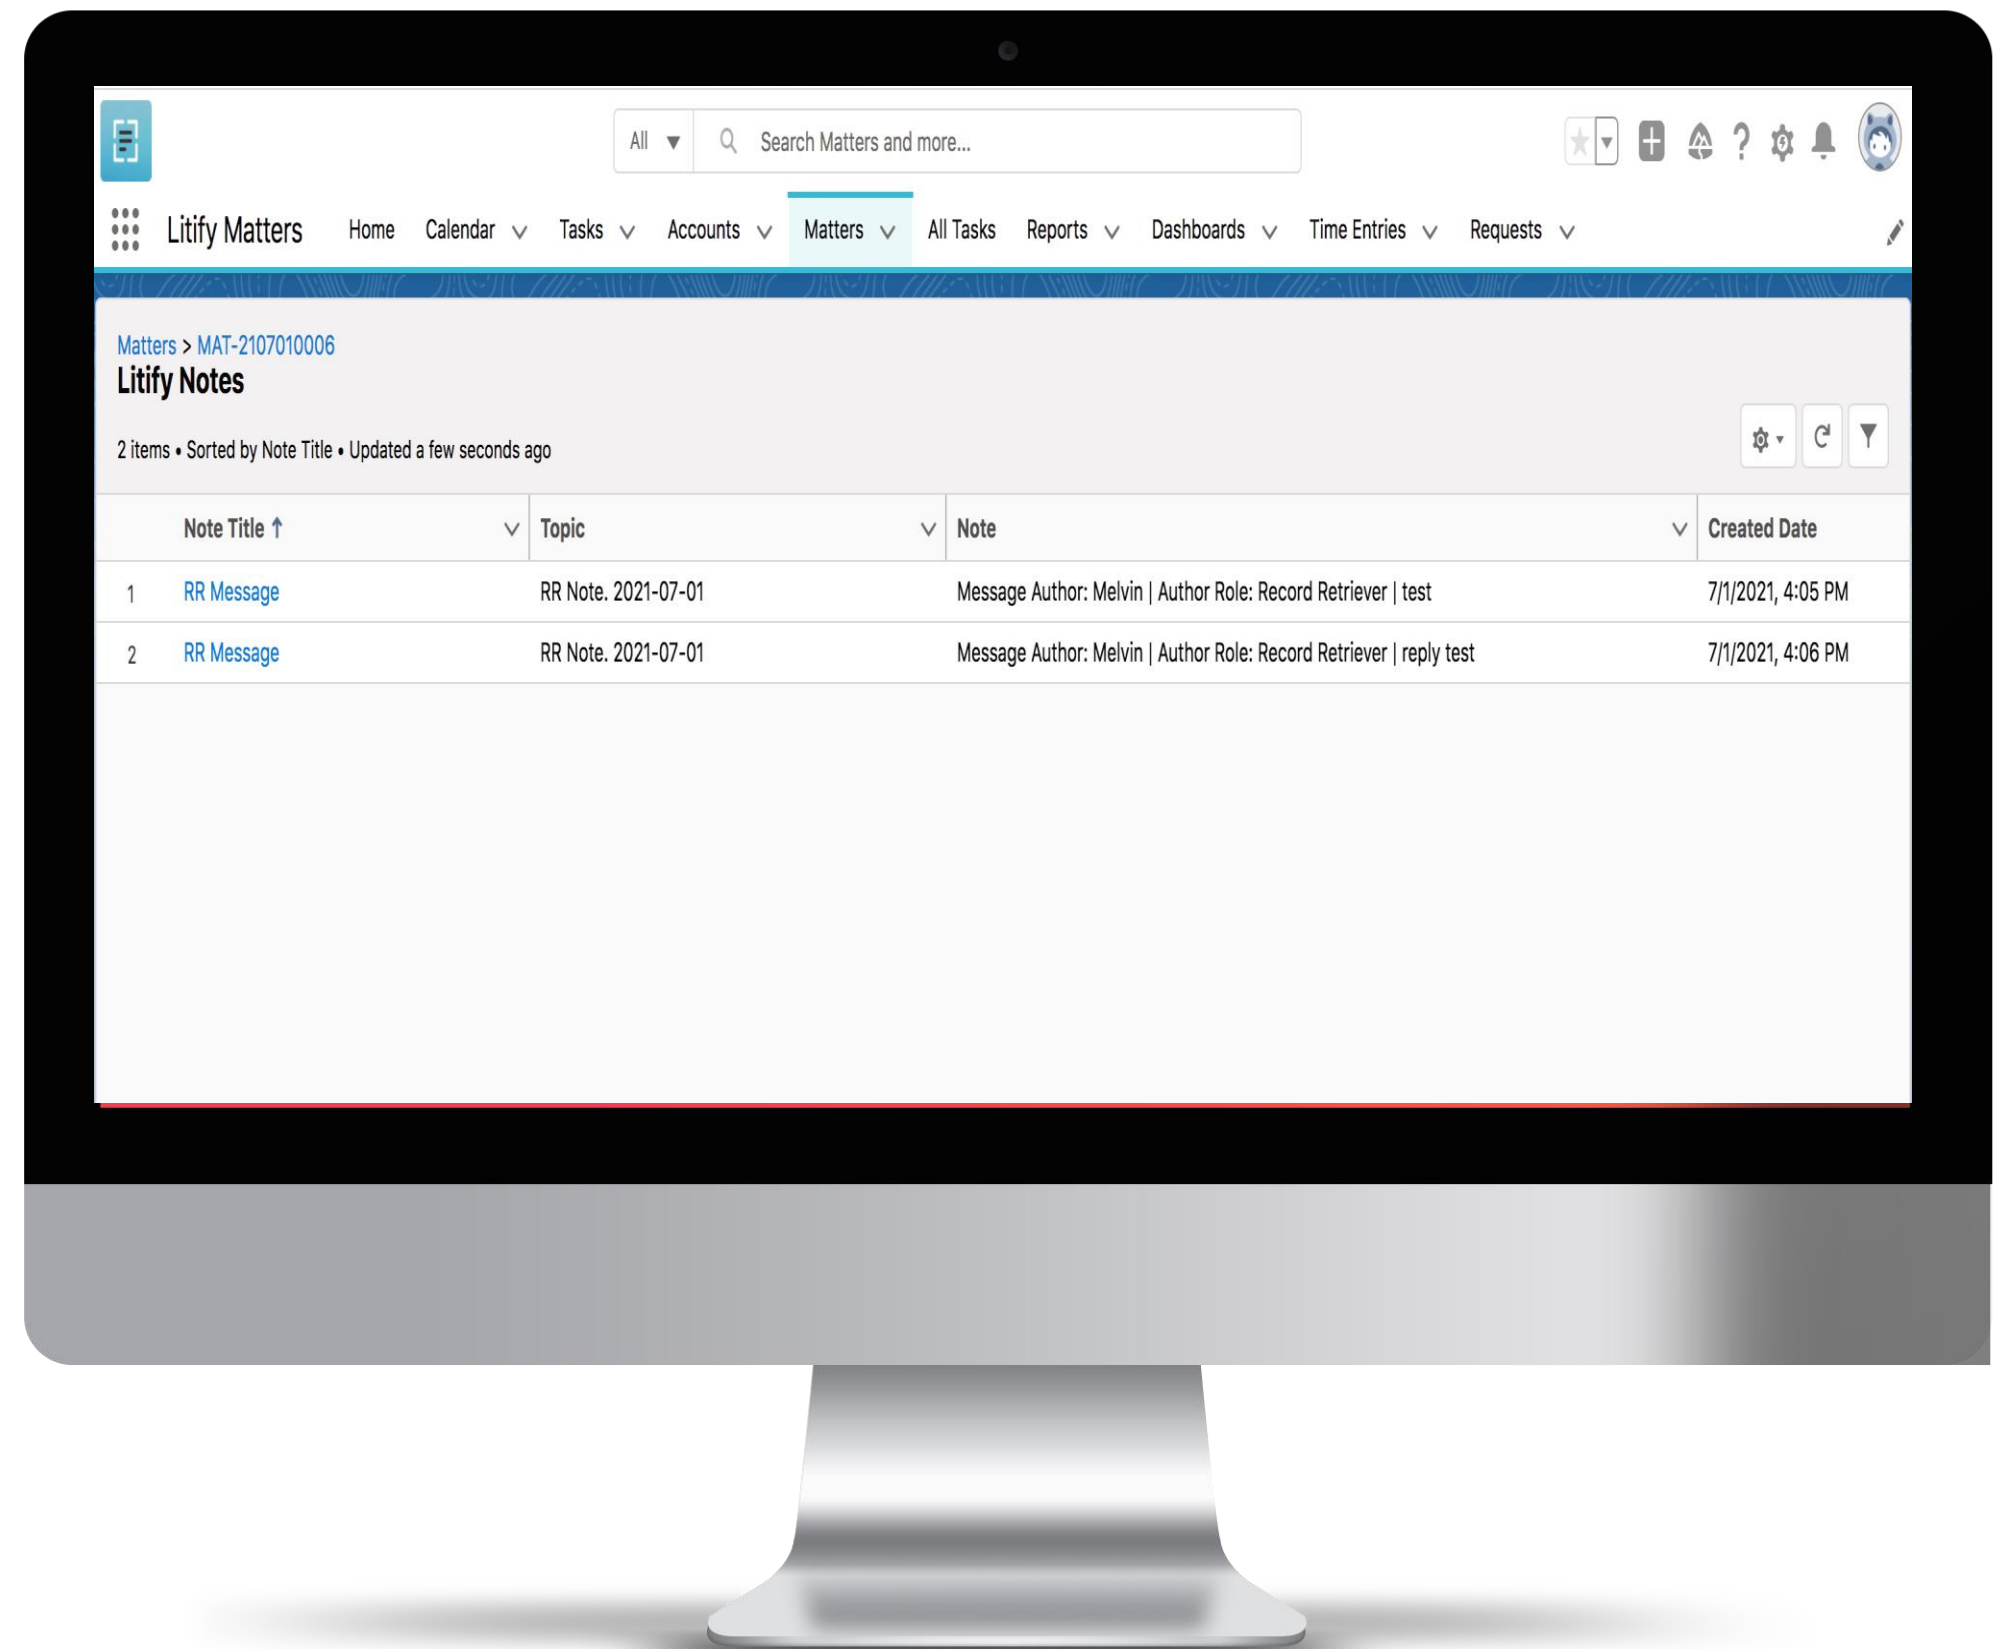 All ▼ Search Matters and more...
Litify Matters Home Calendar Tasks Accounts Matters All Tasks Reports Dashboards Time Entries Requests
Matters > MAT-2107010006
Litify Notes
2 items • Sorted by Note Title • Updated a few seconds ago
Note Title ↑ Topic Note Created Date
1 RR Message RR Note. 2021-07-01 Message Author: Melvin | Author Role: Record Retriever | test 7/1/2021, 4:05 PM
2 RR Message RR Note. 2021-07-01 Message Author: Melvin | Author Role: Record Retriever | reply test 7/1/2021, 4:06 PM